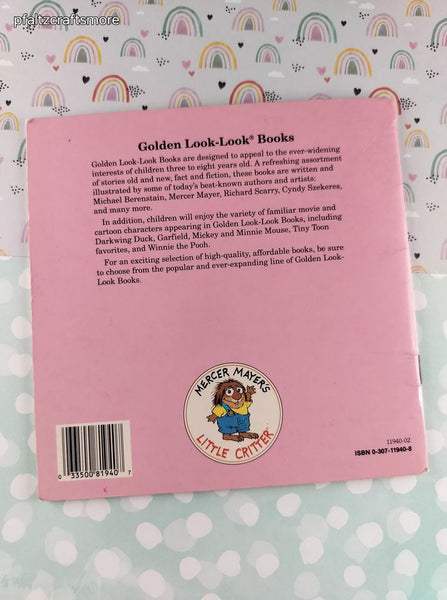 pfaltzcraftsmore
Golden Look-Look® Books
Golden Look-Look Books are designed to appeal to the ever-widening
interests of children three to eight years old. A refreshing assortment
of stories old and new, fact and fiction, these books are written and
illustrated by some of today's best-known authors and artists:
Michael Berenstain, Mercer Mayer, Richard Scarry, Cyndy Szekeres,
and many more.
In addition, children will enjoy the variety of familiar movie and
cartoon characters appearing in Golden Look-Look Books, including
Darkwing Duck, Garfield, Mickey and Minnie Mouse, Tiny Toon
favorites, and Winnie the Pooh.
For an exciting selection of high-quality, affordable books, be sure
to choose from the popular and ever-expanding line of Golden Look-
Look Books.
MERCER MAYER'S
LITTLE CRITTER
11940-02
ISBN 0-307-11940-8
0 33500 81940 7